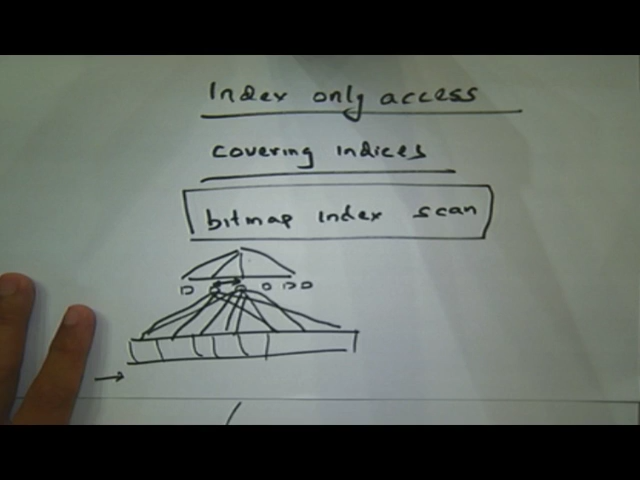 Index only access
covering indices
bitmap index scan